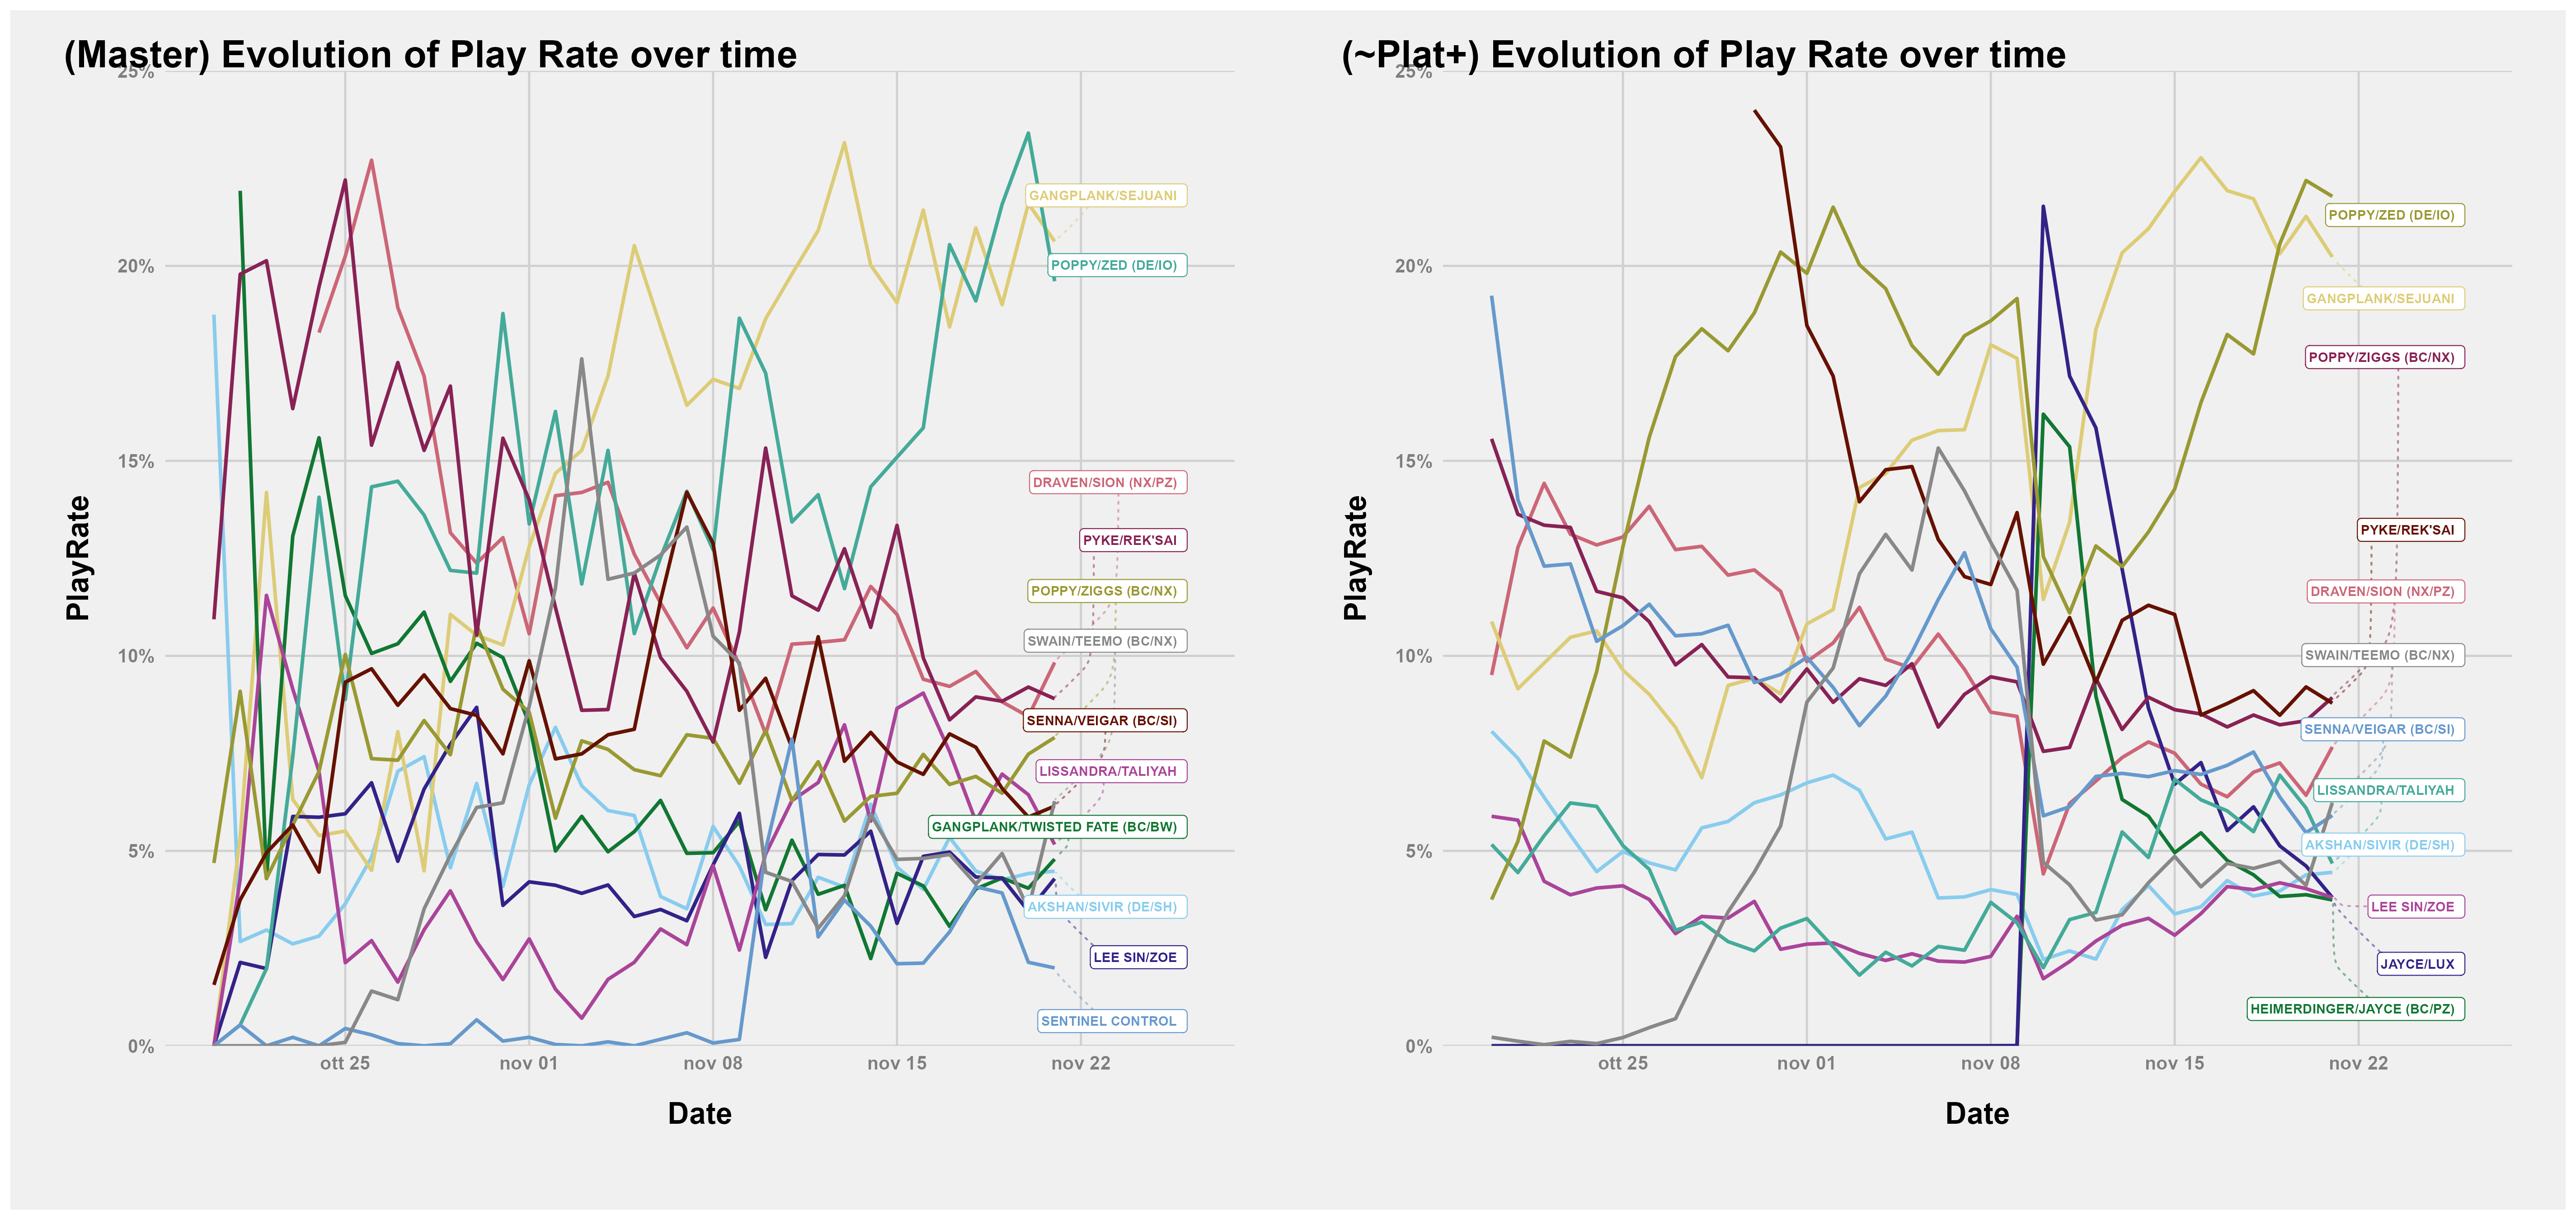 (Master) Evolution of Play Rate over time
25%
20%
15%
10%
5%
0%
PlayRate
GANGPLANK/SEJUANI
POPPY/ZED (DE/IO)
DRAVEN/SION (NX/PZ)
PYKE/REK'SAI
POPPY/ZIGGS (BC/NX)
SWAIN/TEEMO (BC/NX)
SENNA/VEIGAR (BC/SI)
LISSANDRA/TALIYAH
GANGPLANK/TWISTED FATE (BC/BW)
AKSHAN/SIVIR (DE/SH)
LEE SIN/ZOE
SENTINEL CONTROL
ott 25 nov 01 nov 08 nov 15 nov 22
Date
(~Plat+) Evolution of Play Rate over time
25%
20%
15%
10%
5%
0%
PlayRate
POPPY/ZED (DE/IO)
GANGPLANK/SEJUANI
POPPY/ZIGGS (BC/NX)
PYKE/REK'SAI
DRAVEN/SION (NX/PZ)
SWAIN/TEEMO (BC/NX)
SENNA/VEIGAR (BC/SI)
LISSANDRA/TALIYAH
AKSHAN/SIVIR (DE/SH)
LEE SIN/ZOE
JAYCE/LUX
HEIMERDINGER/JAYCE (BC/PZ)
ott 25 nov 01 nov 08 nov 15 nov 22
Date